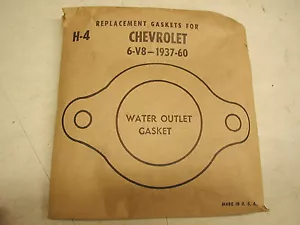 REPLACEMENT GASKETS FOR
H-4 CHEVROLET
6-V8-1937-60
WATER OUTLET
GASKET
MADE IN U. S. A.